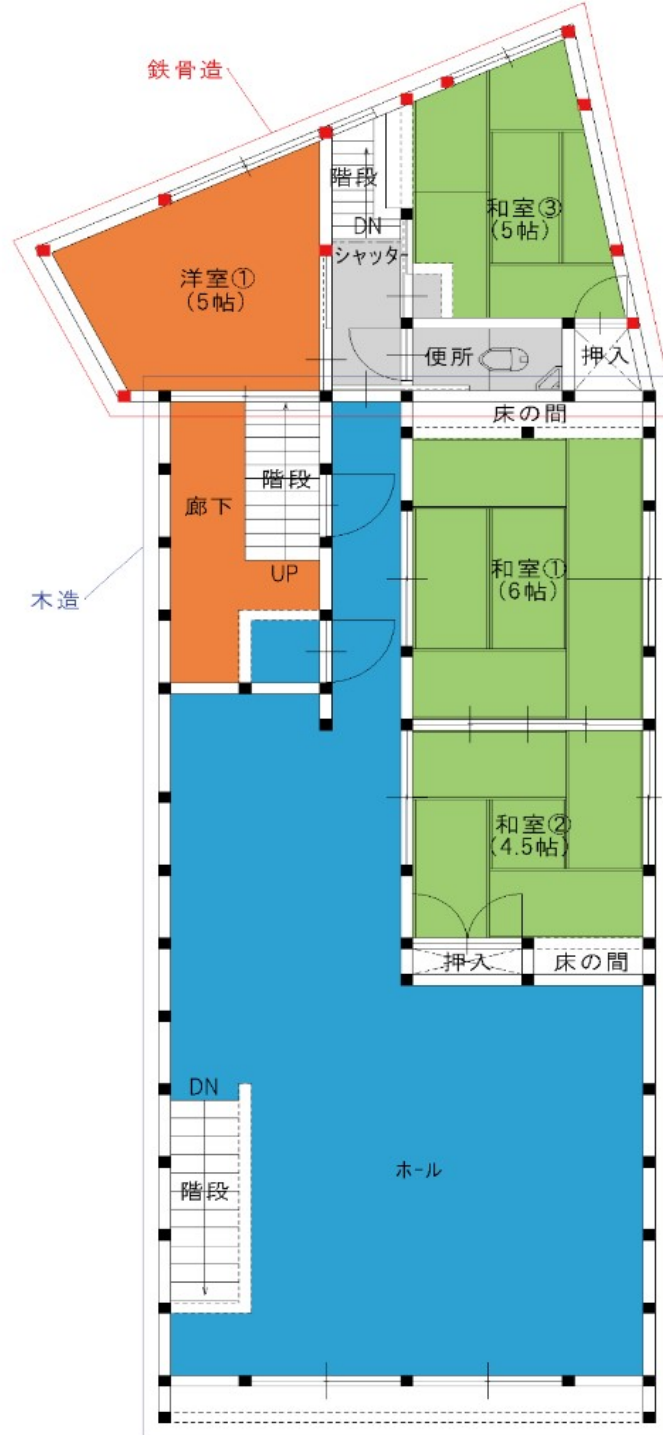 鉄骨造
階段
和室③
(5帖)
DN
シャッター
洋室①
(5帖)
便所
押入
床の間
階段
廊下
和室①
(6帖)
UP
木造
和室②
(4.5帖)
押入
床の間
DN
ホール
階段